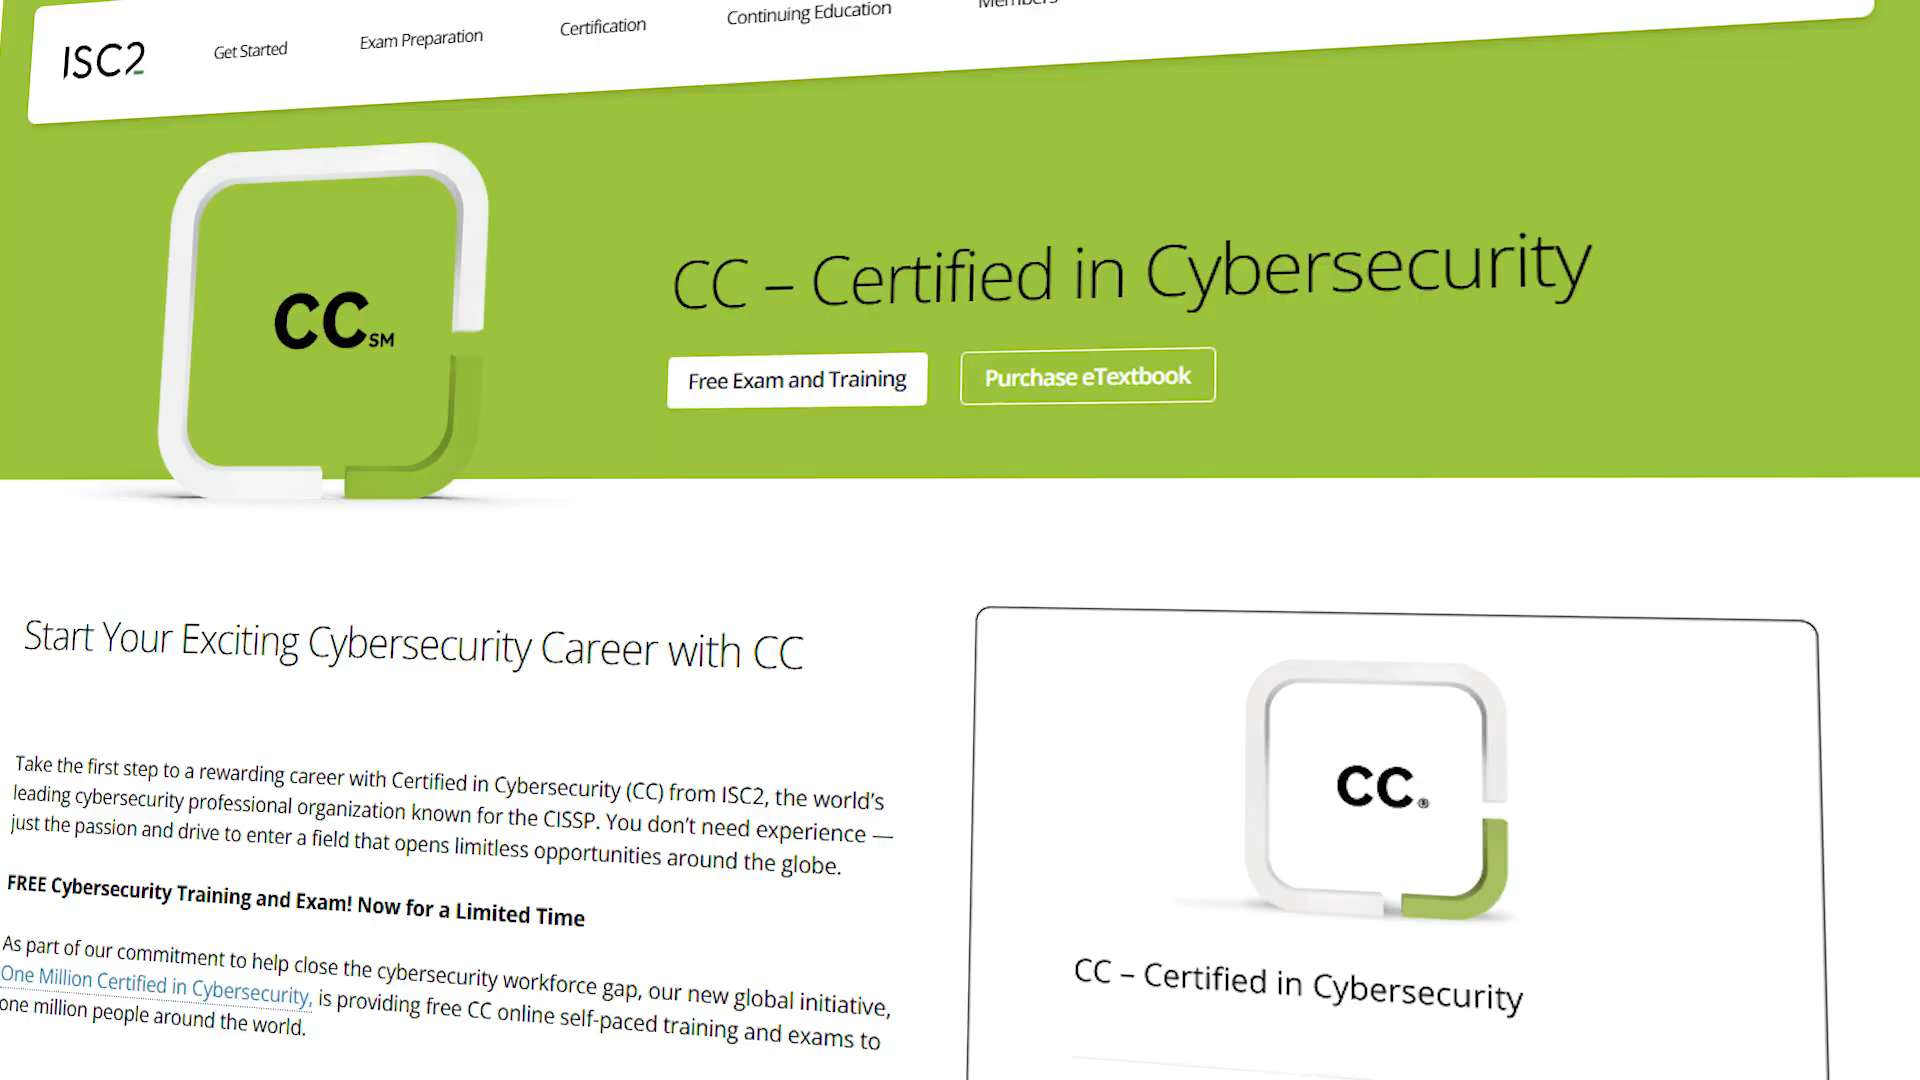 ISC2
Get Started
Exam Preparation
Certification
Continuing Education
Members
CC SM
CC – Certified in Cybersecurity
Free Exam and Training
Purchase eTextbook
Start Your Exciting Cybersecurity Career with CC
Take the first step to a rewarding career with Certified in Cybersecurity (CC) from ISC2, the world’s
leading cybersecurity professional organization known for the CISSP. You don’t need experience —
just the passion and drive to enter a field that opens limitless opportunities around the globe.
FREE Cybersecurity Training and Exam! Now for a Limited Time
As part of our commitment to help close the cybersecurity workforce gap, our new global initiative,
One Million Certified in Cybersecurity, is providing free CC online self-paced training and exams to
one million people around the world.
CC®
CC – Certified in Cybersecurity